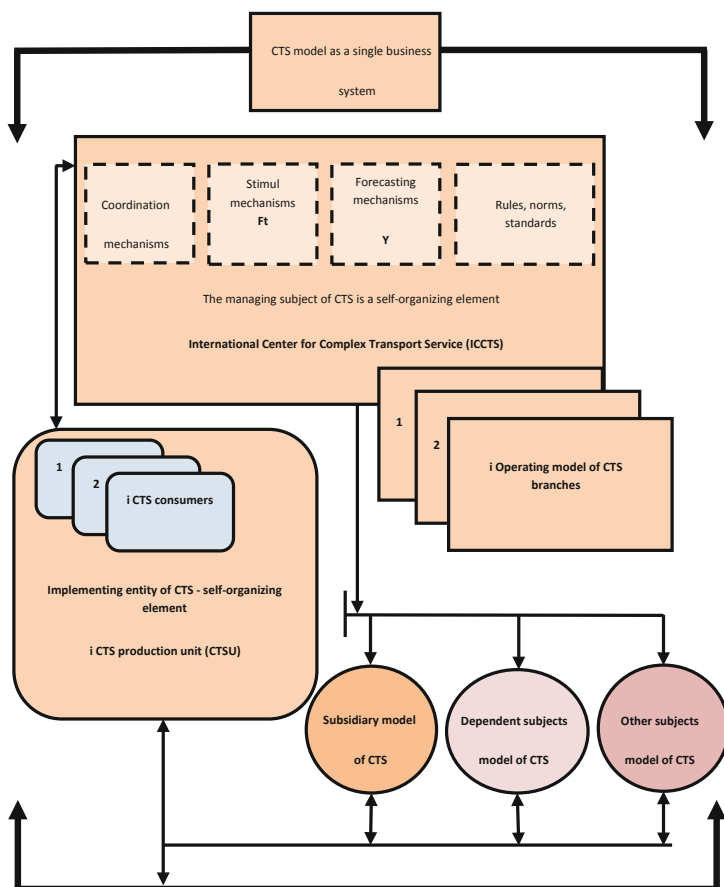 CTS model as a single business
system
Coordination
mechanisms
Stimul
mechanisms
Ft
Forecasting
mechanisms
Y
Rules, norms,
standards
The managing subject of CTS is a self-organizing element
International Center for Complex Transport Service (ICCTS)
1
2
i Operating model of CTS
branches
1
2
i CTS consumers
Implementing entity of CTS - self-organizing
element
i CTS production unit (CTSU)
Subsidiary model
of CTS
Dependent subjects
model of CTS
Other subjects
model of CTS